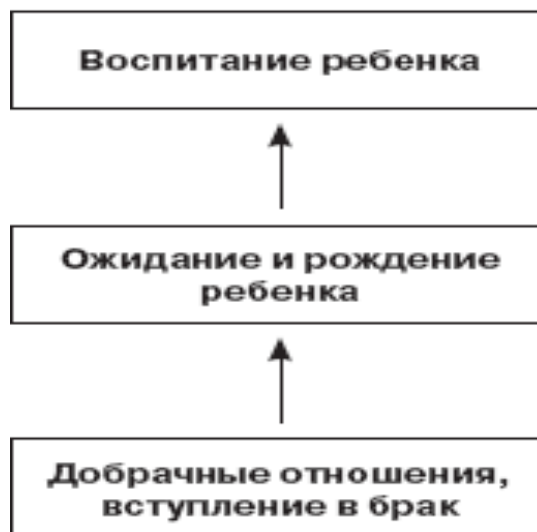 Воспитание ребенка
Ожидание и рождение
ребенка
Добрачные отношения,
вступление в брак